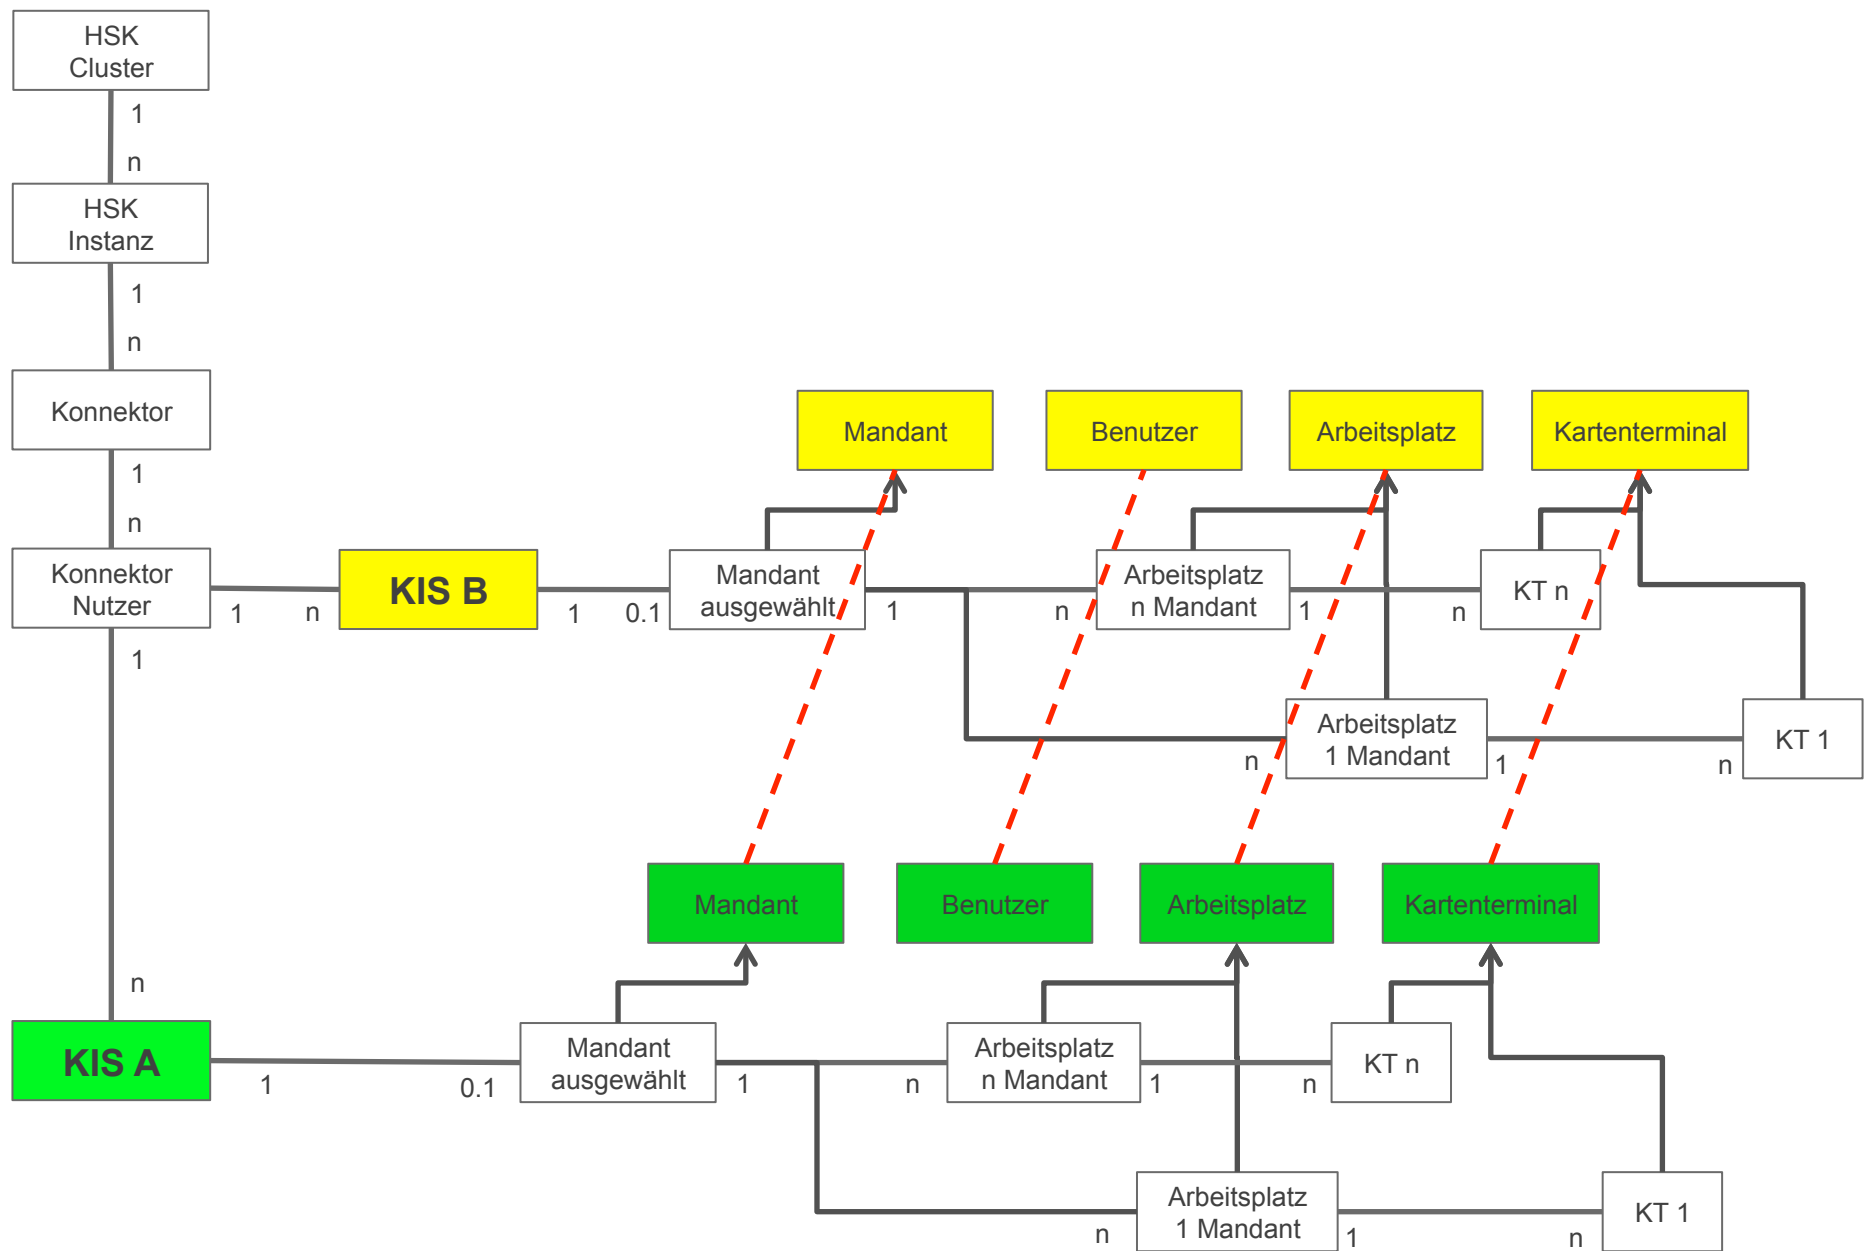 HSK
Cluster
1
n
HSK
Instanz
1
n
Konnektor
1
n
Mandant
Benutzer
Arbeitsplatz
Kartenterminal
Konnektor
Nutzer
1
n
KIS B
1
0.1
Mandant
ausgewählt
1
n
Arbeitsplatz
n Mandant
1
n
KT n
1
n
Arbeitsplatz
1 Mandant
1
n
KT 1
Mandant
Benutzer
Arbeitsplatz
Kartenterminal
n
KIS A
1
0.1
Mandant
ausgewählt
1
n
Arbeitsplatz
n Mandant
1
n
KT n
n
Arbeitsplatz
1 Mandant
1
n
KT 1